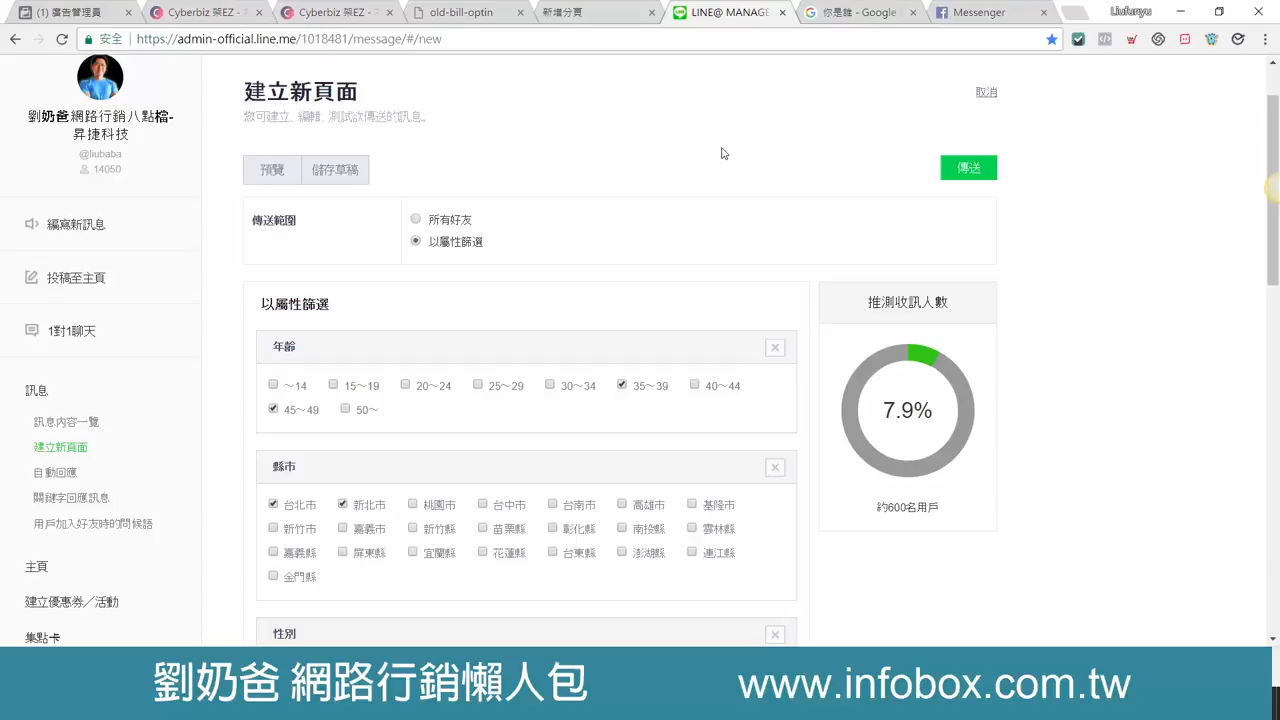 廣告管理員
Cyberbiz 架EZ -
Cyberbiz 架EZ -
old-bill-optin
新增分頁
LINE@ MANAGE
你是誰 - Google
Messenger
Liufunyu
安全
https://admin-official.line.me/1018481/message/#/new
劉奶爸網路行銷八點檔-
昇捷科技
@liubaba
14050
編寫新訊息
投稿至主頁
1對1聊天
訊息
訊息內容一覽
建立新頁面
自動回應
關鍵字回應訊息
用戶加入好友時的問候語
主頁
建立優惠券/活動
集點卡
建立新頁面
取消
您可建立、編輯、測試欲傳送的訊息。
預覽 儲存草稿
傳送
傳送範圍
所有好友
以屬性篩選
以屬性篩選
年齡
～14 15～19 20～24 25～29 30～34 35～39 40～44
45～49 50～
縣市
台北市 新北市 桃園市 台中市 台南市 高雄市 基隆市
新竹市 嘉義市 新竹縣 苗栗縣 彰化縣 南投縣 雲林縣
嘉義縣 屏東縣 宜蘭縣 花蓮縣 台東縣 澎湖縣 連江縣
金門縣
性別
推測收訊人數
7.9%
約600名用戶
劉奶爸 網路行銷懶人包
www.infobox.com.tw